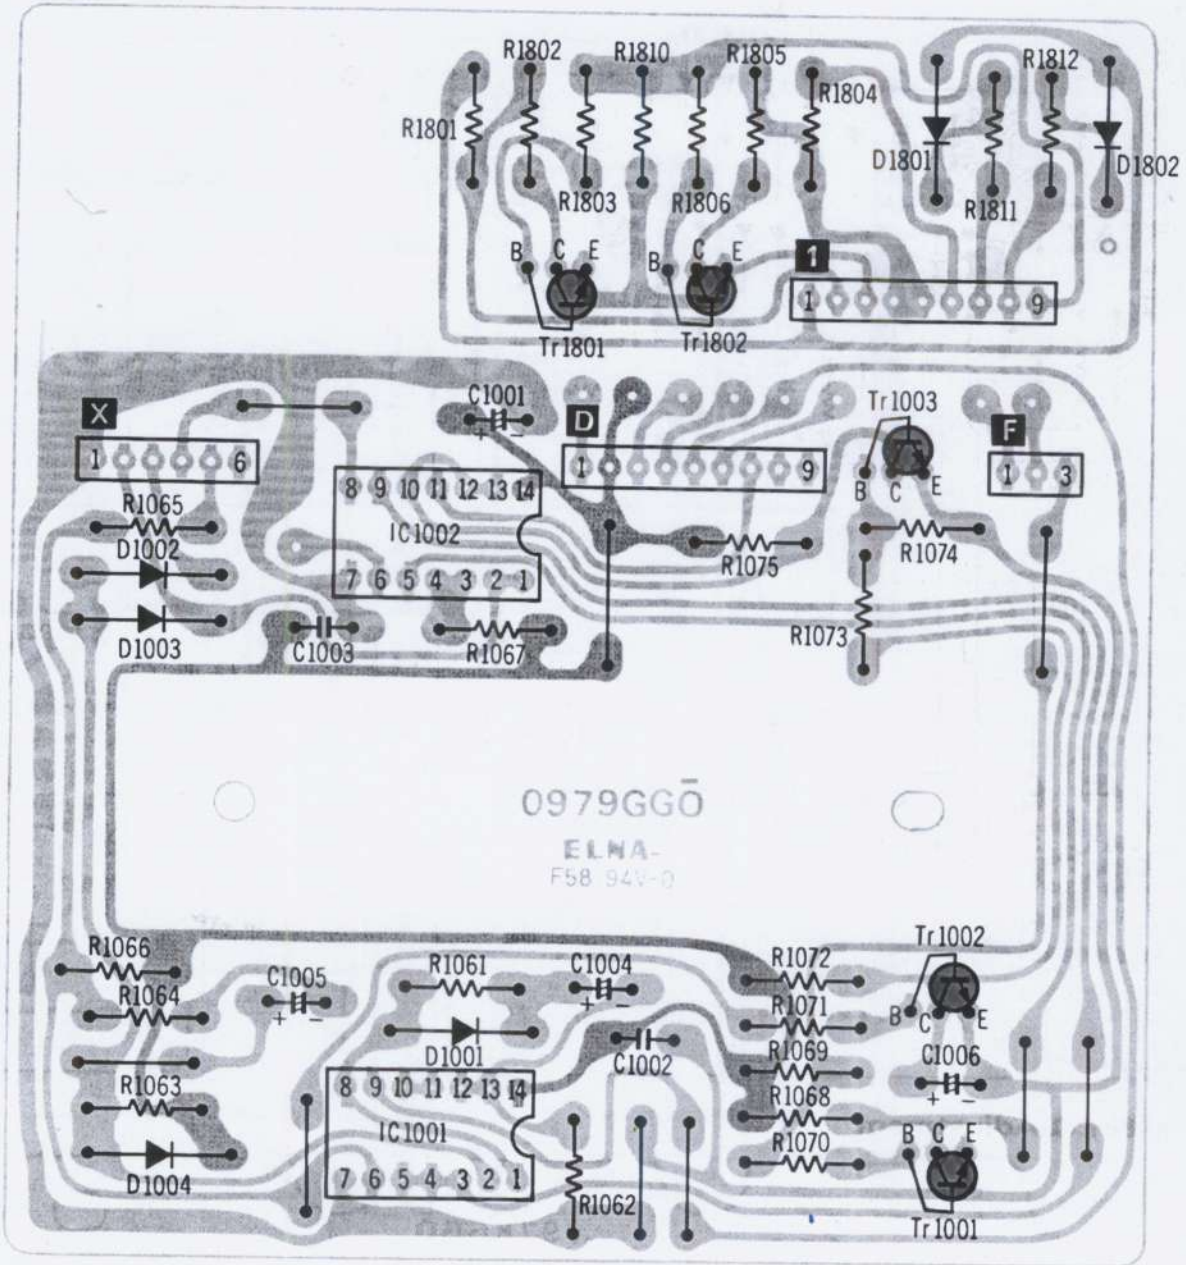 R1802 R1810 R1805 R1812
R1801 R1804 D1801 D1802
R1803 R1806 R1811
B C E B C E 1
1 9
Tr1801 Tr1802
X C1001 D Tr1003 F
1 6 1 9 1 3
8 9 10 11 12 13 14
B C E
R1065
IC1002
D1002 R1075 R1074
7 6 5 4 3 2 1
D1003 C1003 R1067 R1073
0979GGŌ
ELNA-
F58 94V-0
R1066 R1061 C1004 R1072 Tr1002
C1005
R1064 + - + - R1071 B C E
D1001 C1002 R1069 C1006
R1063 8 9 10 11 12 13 14 R1068 + -
IC1001 R1070 B C E
D1004 7 6 5 4 3 2 1
R1062 Tr1001
+ -